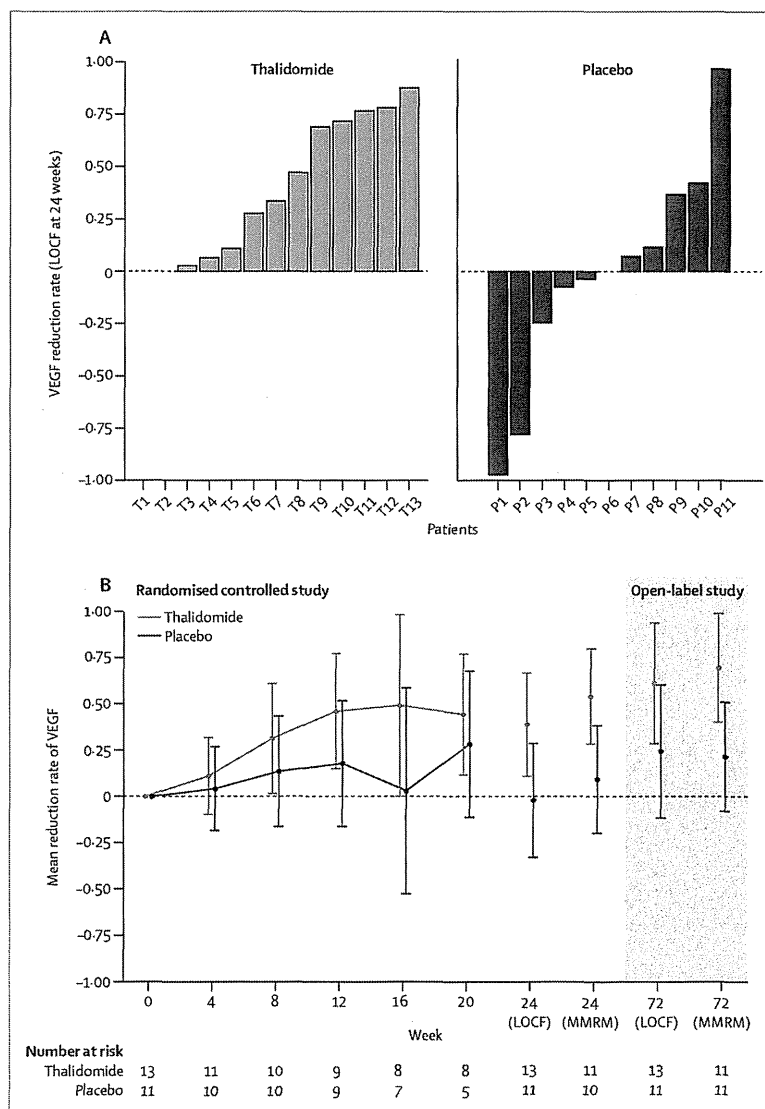 A
Thalidomide
Placebo
VEGF reduction rate (LOCF at 24 weeks)
1·00
0·75
0·50
0·25
0
–0·25
–0·50
–0·75
–1·00
T1 T2 T3 T4 T5 T6 T7 T8 T9 T10 T11 T12 T13
P1 P2 P3 P4 P5 P6 P7 P8 P9 P10 P11
Patients
B
Randomised controlled study
Open-label study
Thalidomide
Placebo
Mean reduction rate of VEGF
1·00
0·75
0·50
0·25
0
–0·25
–0·50
–0·75
–1·00
0 4 8 12 16 20 24 24 72 72
(LOCF) (MMRM) (LOCF) (MMRM)
Week
Number at risk
Thalidomide 13 11 10 9 8 8 13 11 13 11
Placebo 11 10 10 9 7 5 11 10 11 11